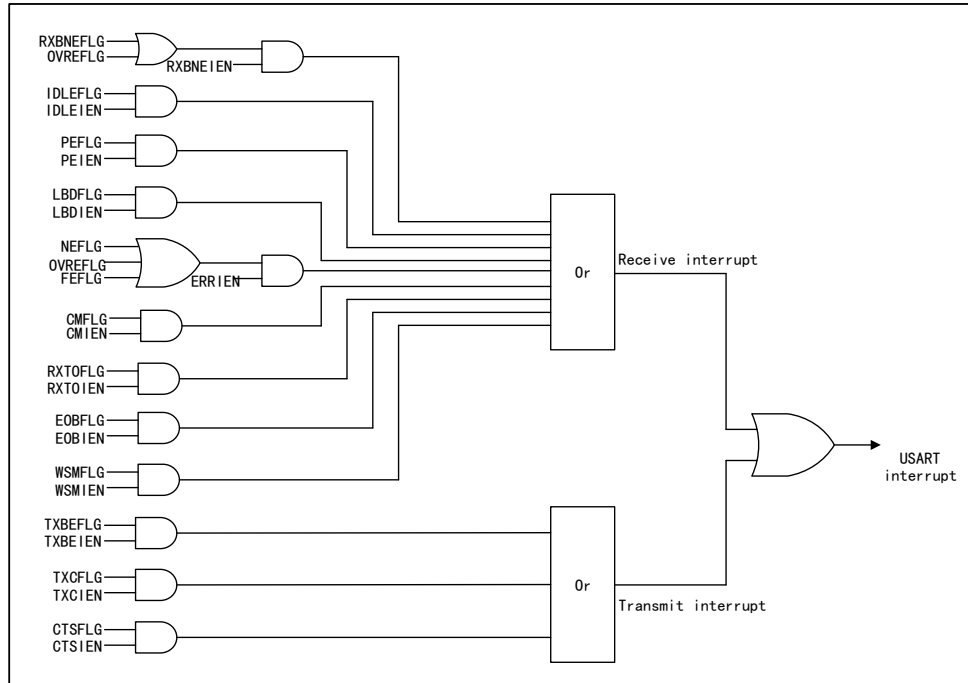 RXBNEFLG
OVREFLG
RXBNEIEN
IDLEFLG
IDLEIEN
PEFLG
PEIEN
LBDFLG
LBDIEN
NEFLG
OVREFLG
FEFLG
ERRIEN
CMFLG
CMIEN
RXTOFLG
RXTOIEN
EOBFLG
EOBIEN
WSMFLG
WSMIEN
TXBEFLG
TXBEIEN
TXCFLG
TXCIEN
CTSFLG
CTSIEN
Or
Receive interrupt
Or
Transmit interrupt
USART
interrupt